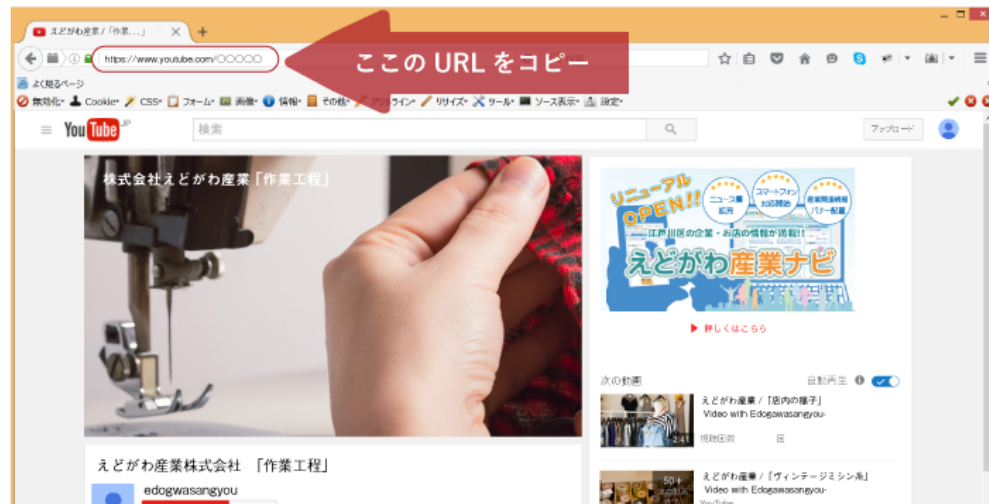 えどがわ産業 / 「作業...」
https://www.youtube.com/〇〇〇〇〇
ここの URL をコピー
よく見るページ
無効化 Cookie CSS フォーム 画像 情報 その他 アウトライン リサイズ ツール ソース表示 設定
YouTube JP
検索
アップロード
株式会社えどがわ産業「作業工程」
リニューアル
OPEN!!
ニュース欄
拡充
スマートフォン
対応開始
産業関連情報
バナー配置
江戸川区の企業・お店の情報が満載!!
えどがわ産業ナビ
▶ 詳しくはこちら
次の動画
自動再生
えどがわ産業 / 「店内の様子」
Video with Edogawasangyou-
視聴回数 回
2:41
えどがわ産業 / 「ヴィンテージミシン糸」
Video with Edogawasangyou-
YouTube
50+
えどがわ産業株式会社 「作業工程」
edogwasangyou